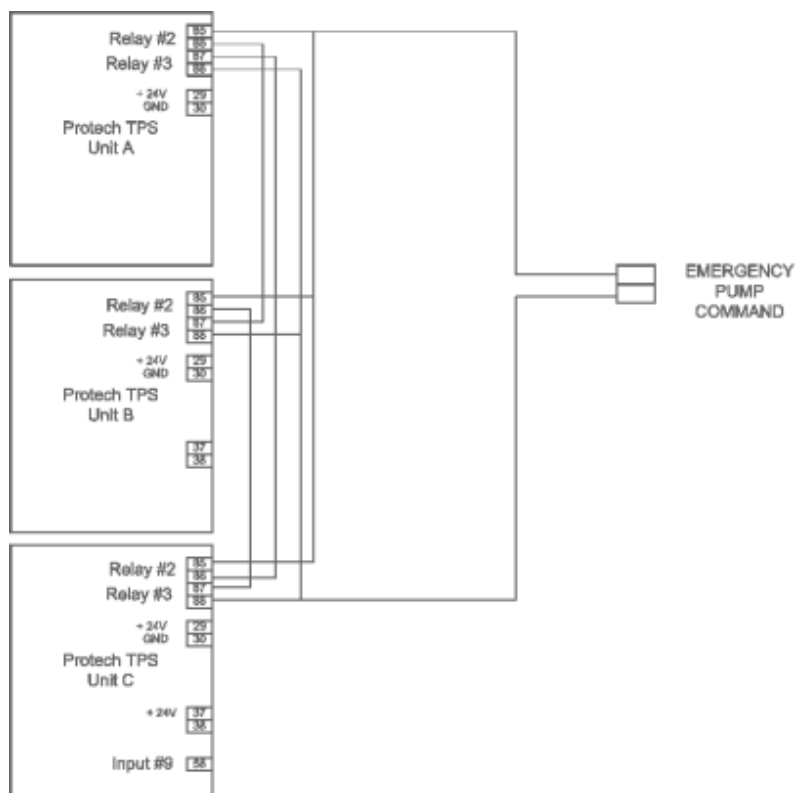 Relay #2 85
86
Relay #3 87
88
+ 24V 29
GND 30
Protech TPS
Unit A
Relay #2 85
86
Relay #3 87
88
+ 24V 29
GND 30
Protech TPS
Unit B
37
38
Relay #2 85
86
Relay #3 87
88
+ 24V 29
GND 30
Protech TPS
Unit C
+ 24V 37
38
Input #9 58
EMERGENCY
PUMP
COMMAND